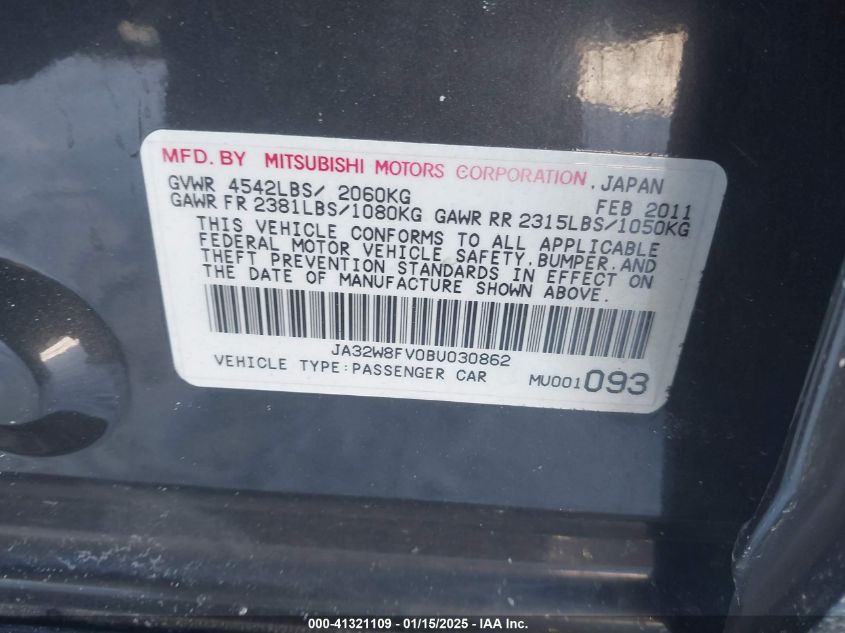 MFD. BY MITSUBISHI MOTORS CORPORATION, JAPAN
GVWR 4542LBS/ 2060KG FEB 2011
GAWR FR 2381LBS/1080KG GAWR RR 2315LBS/1050KG
THIS VEHICLE CONFORMS TO ALL APPLICABLE
FEDERAL MOTOR VEHICLE SAFETY, BUMPER, AND
THEFT PREVENTION STANDARDS IN EFFECT ON
THE DATE OF MANUFACTURE SHOWN ABOVE.
JA32W8FV0BU030862
VEHICLE TYPE:PASSENGER CAR MU001093
000-41321109 - 01/15/2025 - IAA Inc.